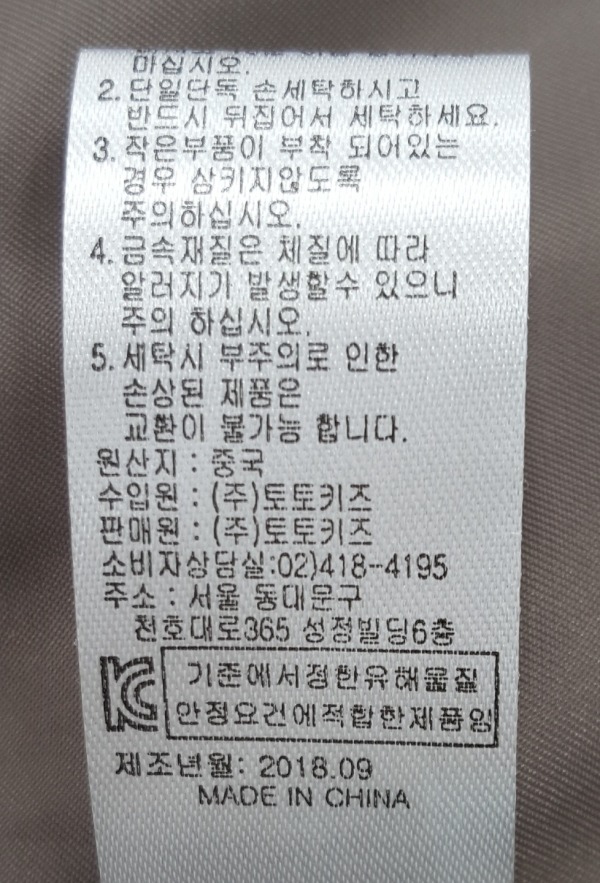 마십시오.
2. 단일단독 손세탁하시고
반드시 뒤집어서 세탁하세요.
3. 작은부품이 부착 되어있는
경우 삼키지않도록
주의하십시오.
4. 금속재질은 체질에 따라
알러지가 발생할수 있으니
주의 하십시오.
5. 세탁시 부주의로 인한
손상된 제품은
교환이 불가능 합니다.
원산지 : 중국
수입원 : (주)토토키즈
판매원 : (주)토토키즈
소비자상담실:02)418-4195
주소 : 서울 동대문구
천호대로365 성정빌딩6층
기준에서정한유해물질
안정요건에적합한제품임
제조년월: 2018.09
MADE IN CHINA